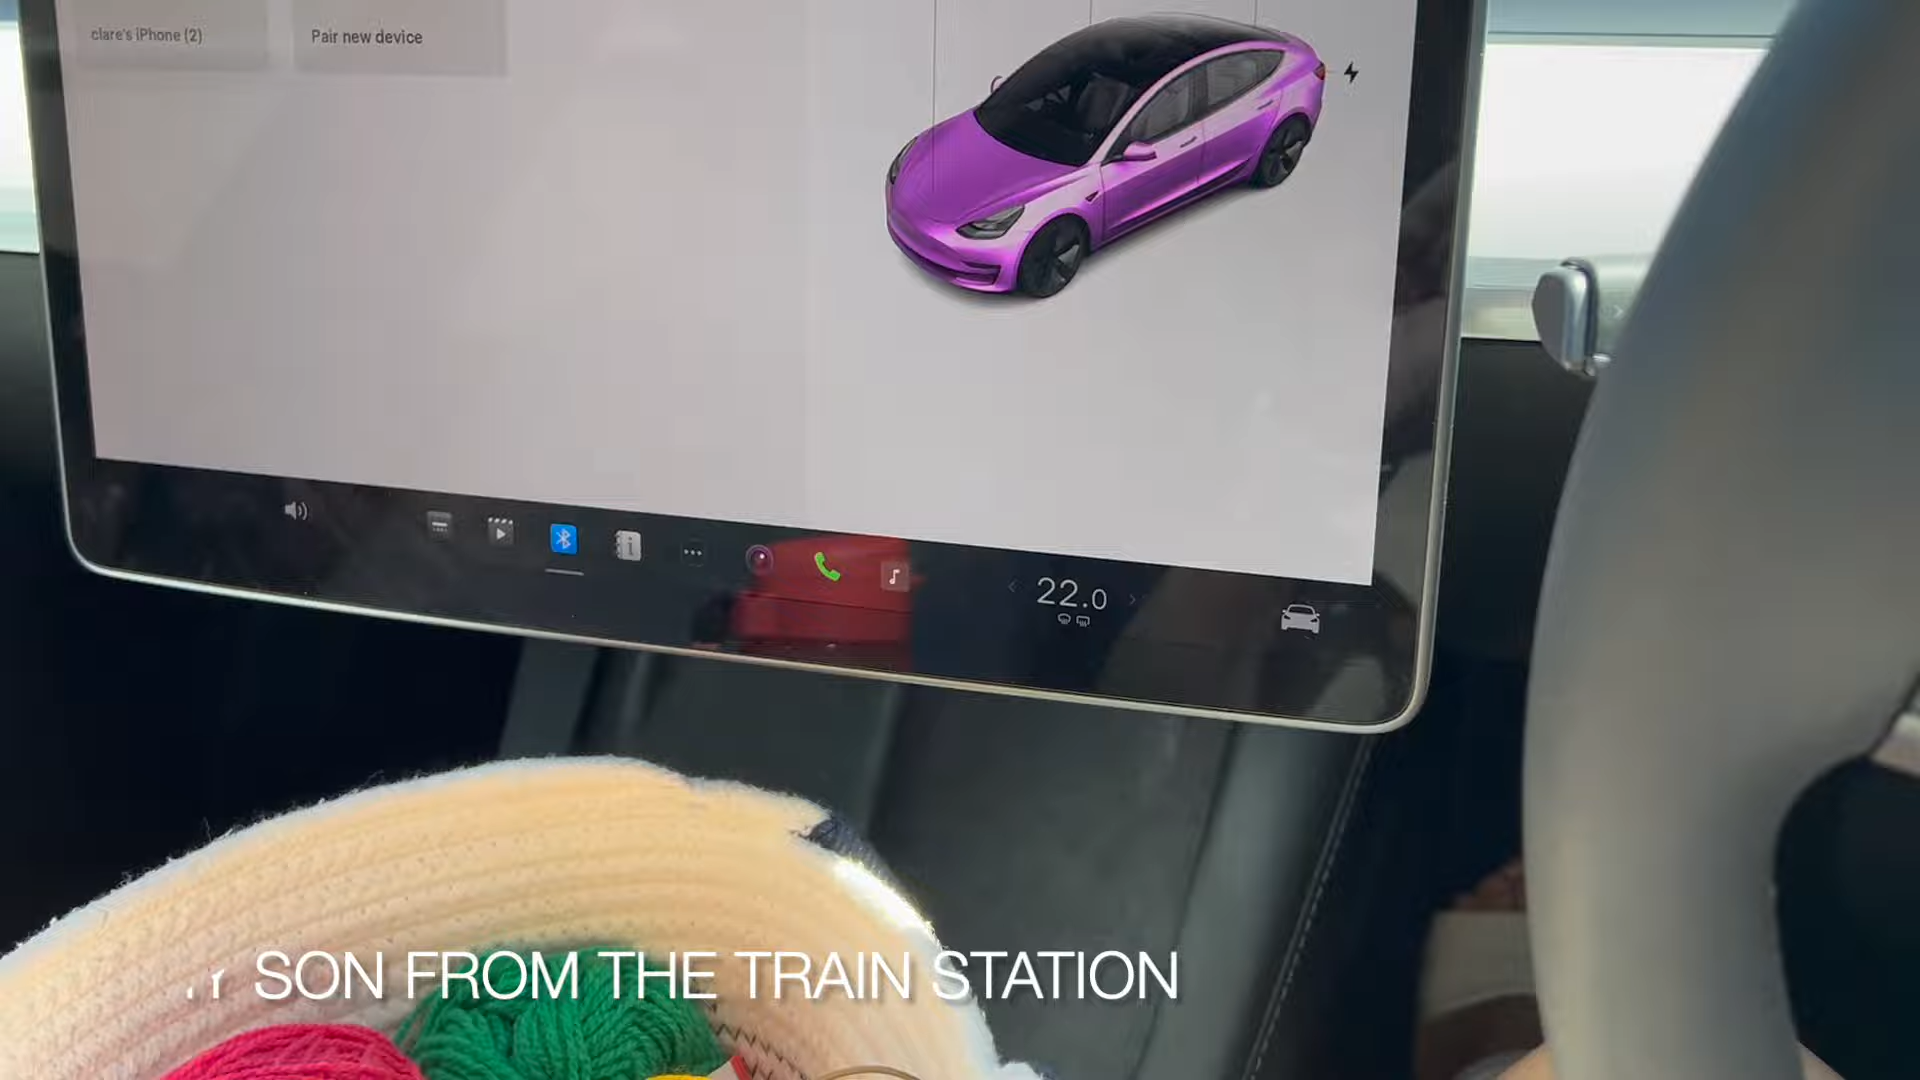 clare's iPhone (2)
Pair new device
22.0
SON FROM THE TRAIN STATION